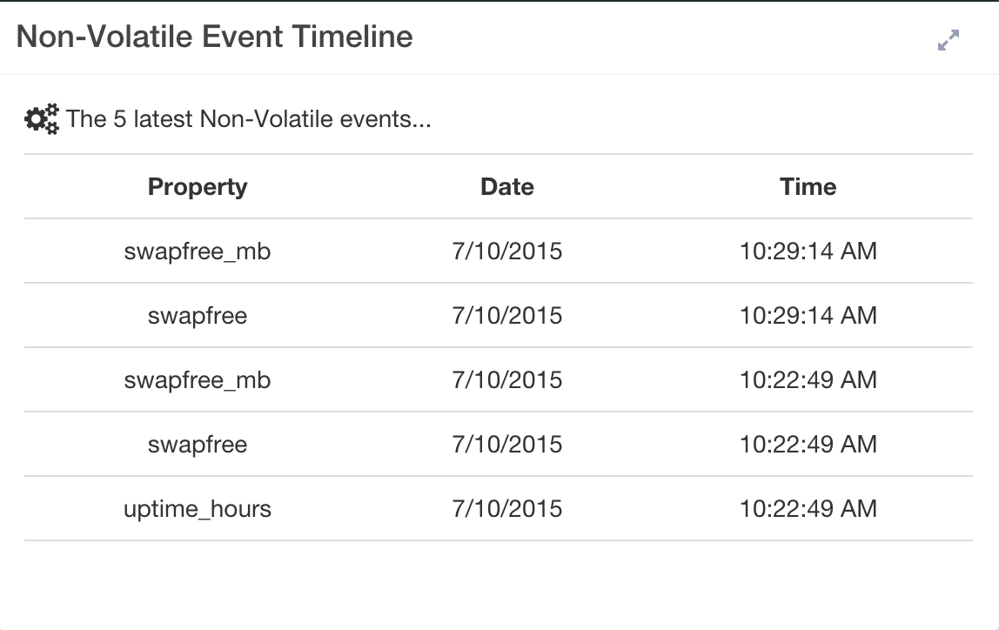 Non-Volatile Event Timeline
The 5 latest Non-Volatile events...
Property Date Time
swapfree_mb 7/10/2015 10:29:14 AM
swapfree 7/10/2015 10:29:14 AM
swapfree_mb 7/10/2015 10:22:49 AM
swapfree 7/10/2015 10:22:49 AM
uptime_hours 7/10/2015 10:22:49 AM